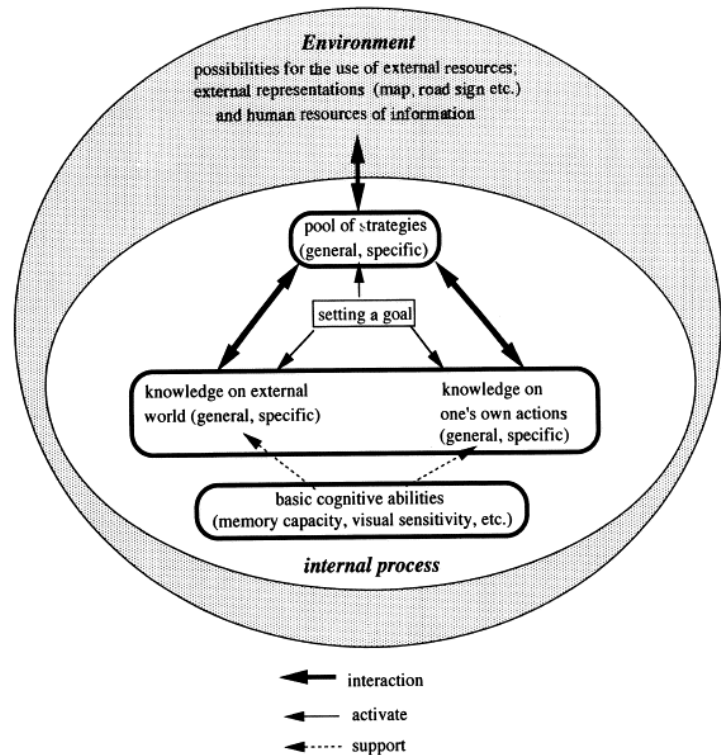 Environment
possibilities for the use of external resources;
external representations (map, road sign etc.)
and human resources of information
pool of strategies
(general, specific)
setting a goal
knowledge on external
world (general, specific)
knowledge on
one's own actions
(general, specific)
basic cognitive abilities
(memory capacity, visual sensitivity, etc.)
internal process
interaction
activate
support